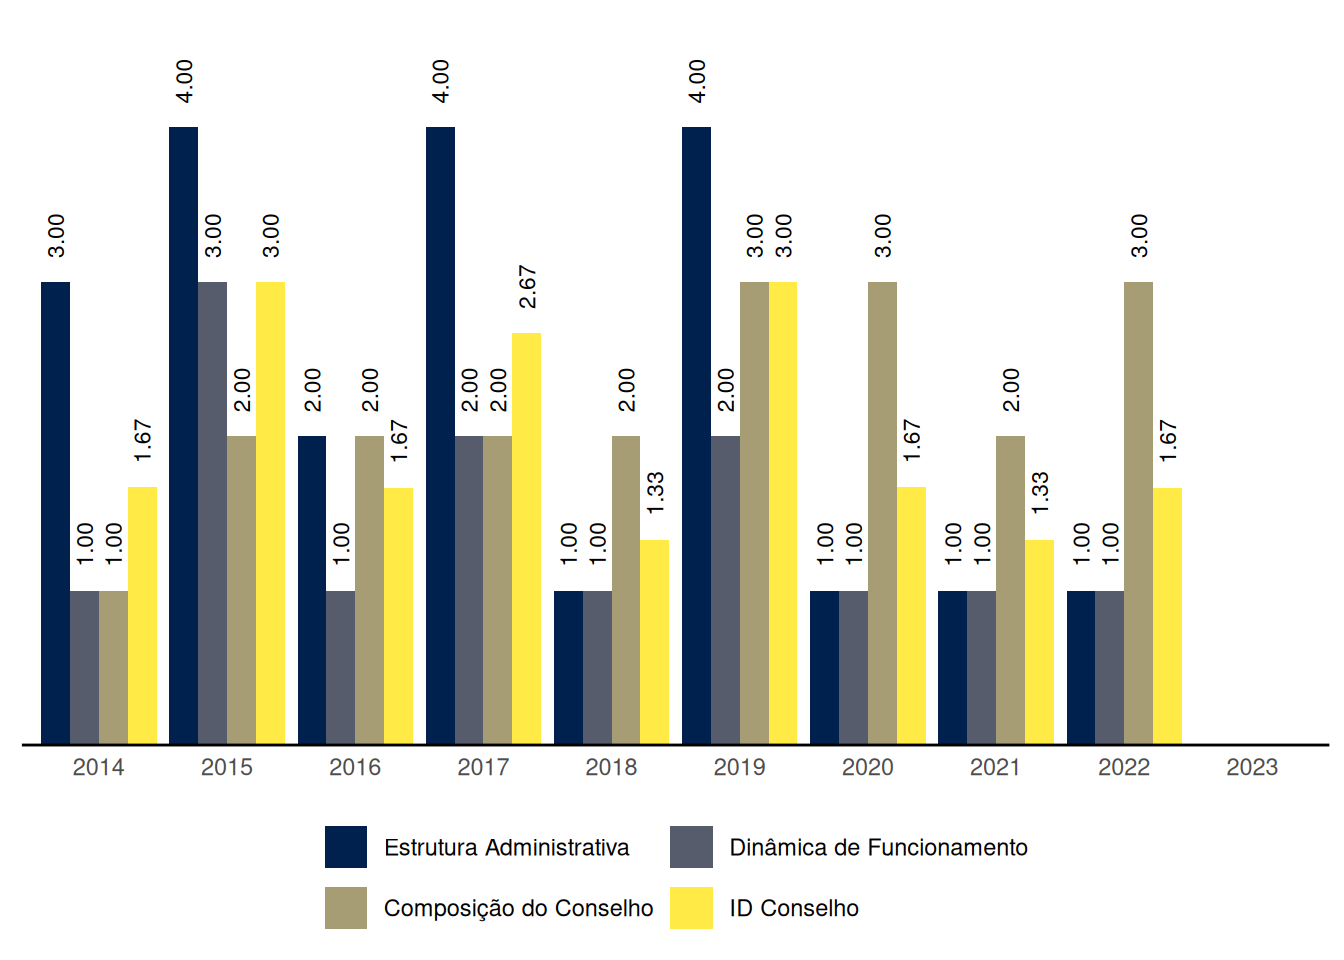 4.00 4.00 4.00
3.00 3.00 3.00 3.00 3.00 3.00 3.00
2.67
2.00 2.00 2.00 2.00 2.00 2.00 2.00 2.00
1.67 1.67 1.67 1.67
1.33 1.33
1.00 1.00 1.00 1.00 1.00 1.00 1.00 1.00 1.00 1.00 1.00
2014 2015 2016 2017 2018 2019 2020 2021 2022 2023
Estrutura Administrativa Dinâmica de Funcionamento
Composição do Conselho ID Conselho